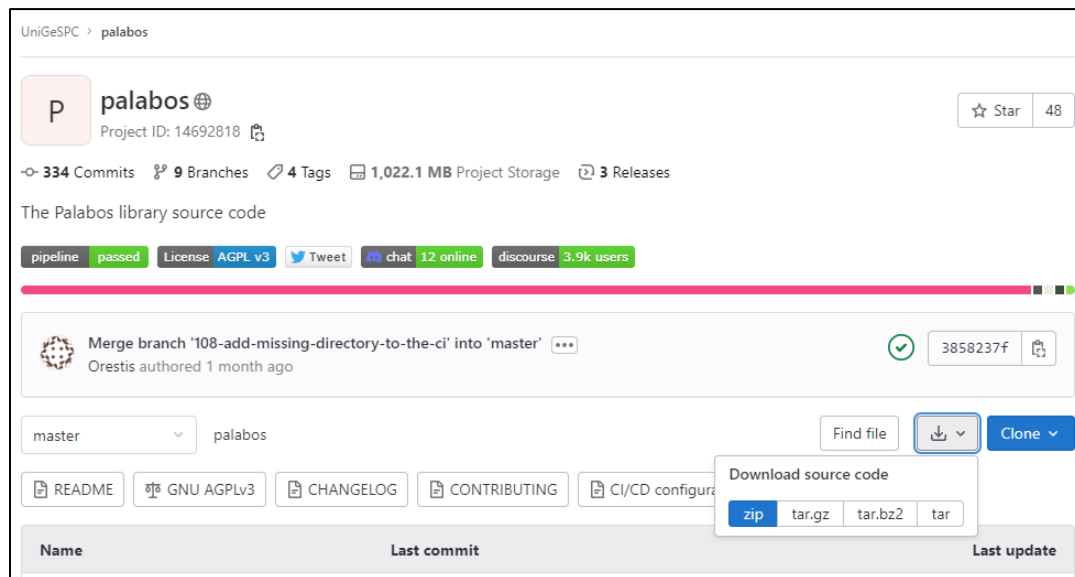 UniGeSPC > palabos
P
palabos
Project ID: 14692818
Star 48
334 Commits 9 Branches 4 Tags 1,022.1 MB Project Storage 3 Releases
The Palabos library source code
pipeline passed License AGPL v3 Tweet chat 12 online discourse 3.9k users
Merge branch '108-add-missing-directory-to-the-ci' into 'master'
Orestis authored 1 month ago
3858237f
master palabos Find file Clone
README GNU AGPLv3 CHANGELOG CONTRIBUTING CI/CD configura
Download source code
zip tar.gz tar.bz2 tar
Name Last commit Last update